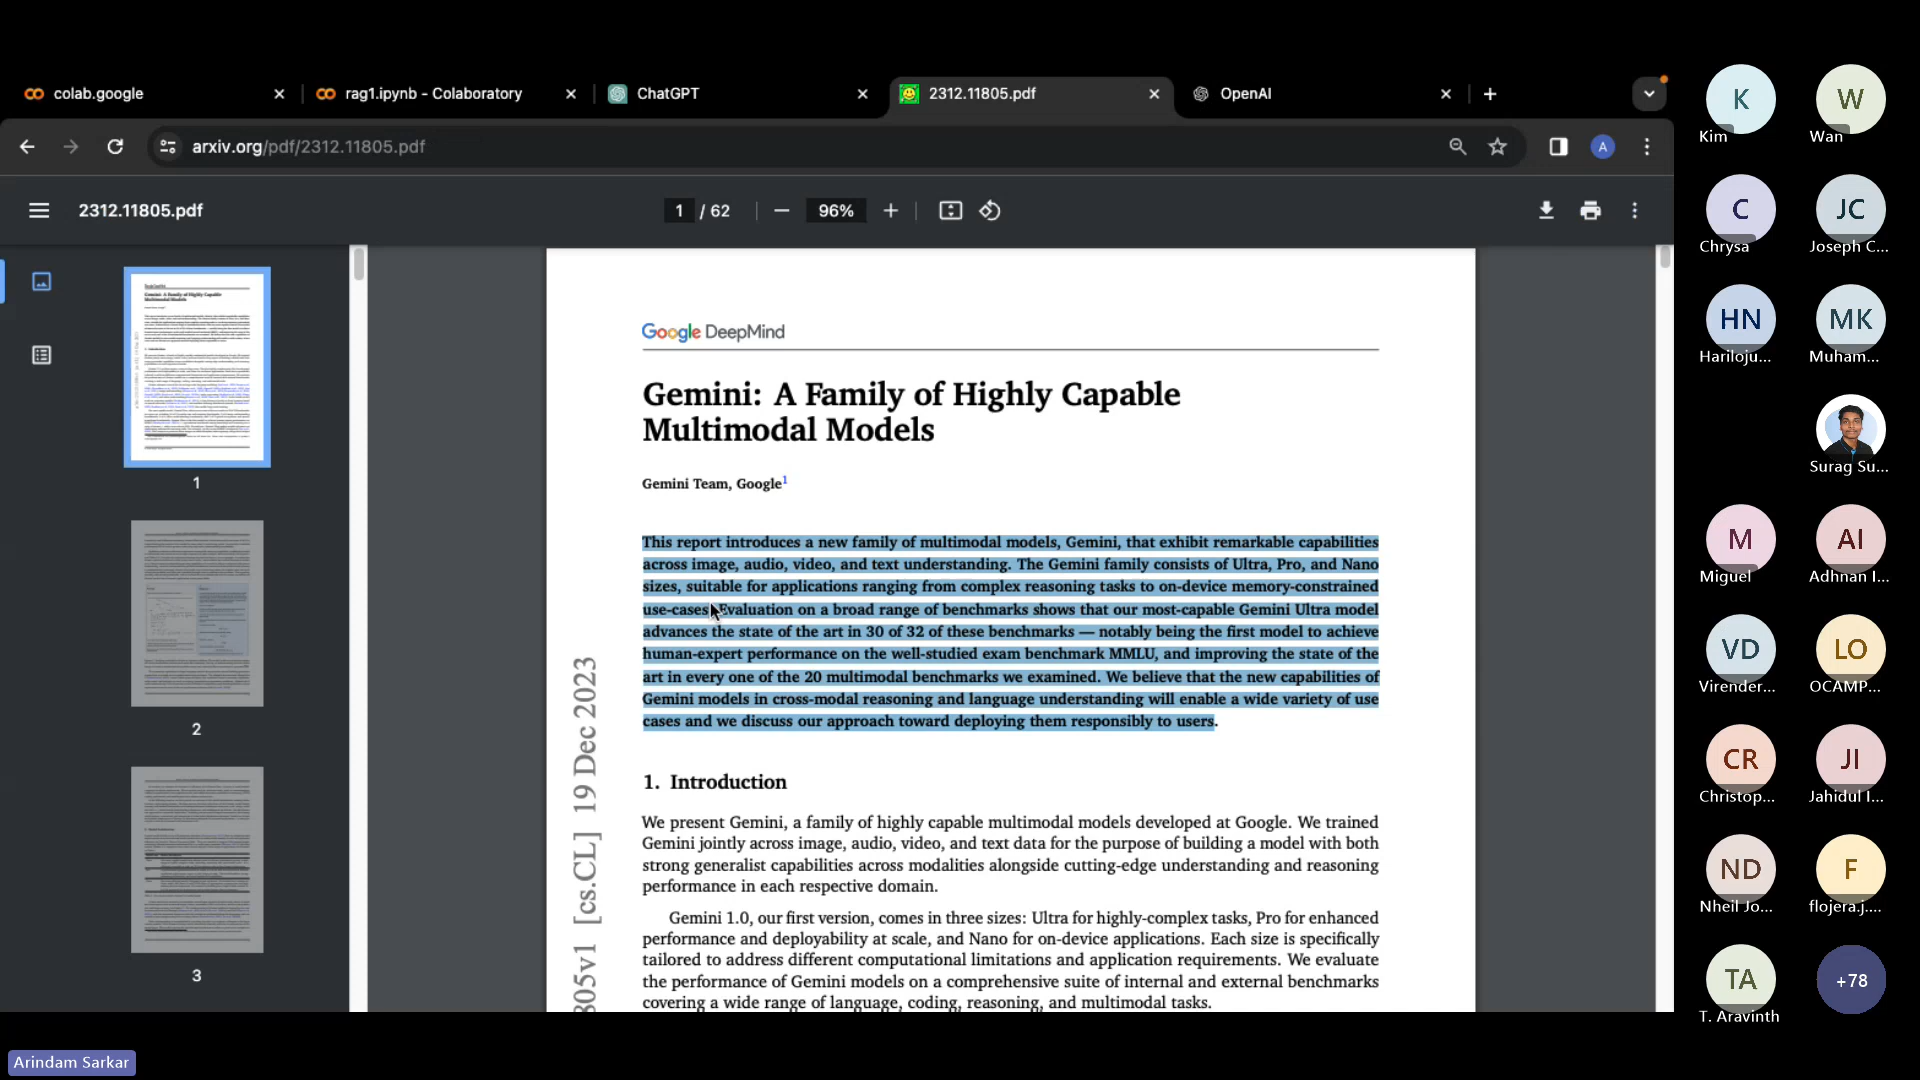 colab.google
rag1.ipynb - Colaboratory
ChatGPT
2312.11805.pdf
OpenAI
arxiv.org/pdf/2312.11805.pdf
A
2312.11805.pdf
1 / 62
96%
1
2
3
Google DeepMind
Gemini: A Family of Highly Capable
Multimodal Models
Gemini Team, Google1
This report introduces a new family of multimodal models, Gemini, that exhibit remarkable capabilities
across image, audio, video, and text understanding. The Gemini family consists of Ultra, Pro, and Nano
sizes, suitable for applications ranging from complex reasoning tasks to on-device memory-constrained
use-cases. Evaluation on a broad range of benchmarks shows that our most-capable Gemini Ultra model
advances the state of the art in 30 of 32 of these benchmarks — notably being the first model to achieve
human-expert performance on the well-studied exam benchmark MMLU, and improving the state of the
art in every one of the 20 multimodal benchmarks we examined. We believe that the new capabilities of
Gemini models in cross-modal reasoning and language understanding will enable a wide variety of use
cases and we discuss our approach toward deploying them responsibly to users.
1. Introduction
We present Gemini, a family of highly capable multimodal models developed at Google. We trained
Gemini jointly across image, audio, video, and text data for the purpose of building a model with both
strong generalist capabilities across modalities alongside cutting-edge understanding and reasoning
performance in each respective domain.
Gemini 1.0, our first version, comes in three sizes: Ultra for highly-complex tasks, Pro for enhanced
performance and deployability at scale, and Nano for on-device applications. Each size is specifically
tailored to address different computational limitations and application requirements. We evaluate
the performance of Gemini models on a comprehensive suite of internal and external benchmarks
covering a wide range of language, coding, reasoning, and multimodal tasks.
805v1 [cs.CL] 19 Dec 2023
K
Kim
W
Wan
C
Chrysa
JC
Joseph C...
HN
Hariloju...
MK
Muham...
Surag Su...
M
Miguel
AI
Adhnan I...
VD
Virender...
LO
OCAMP...
CR
Christop...
JI
Jahidul I...
ND
Nheil Jo...
F
flojera.j....
TA
T. Aravinth
+78
Arindam Sarkar